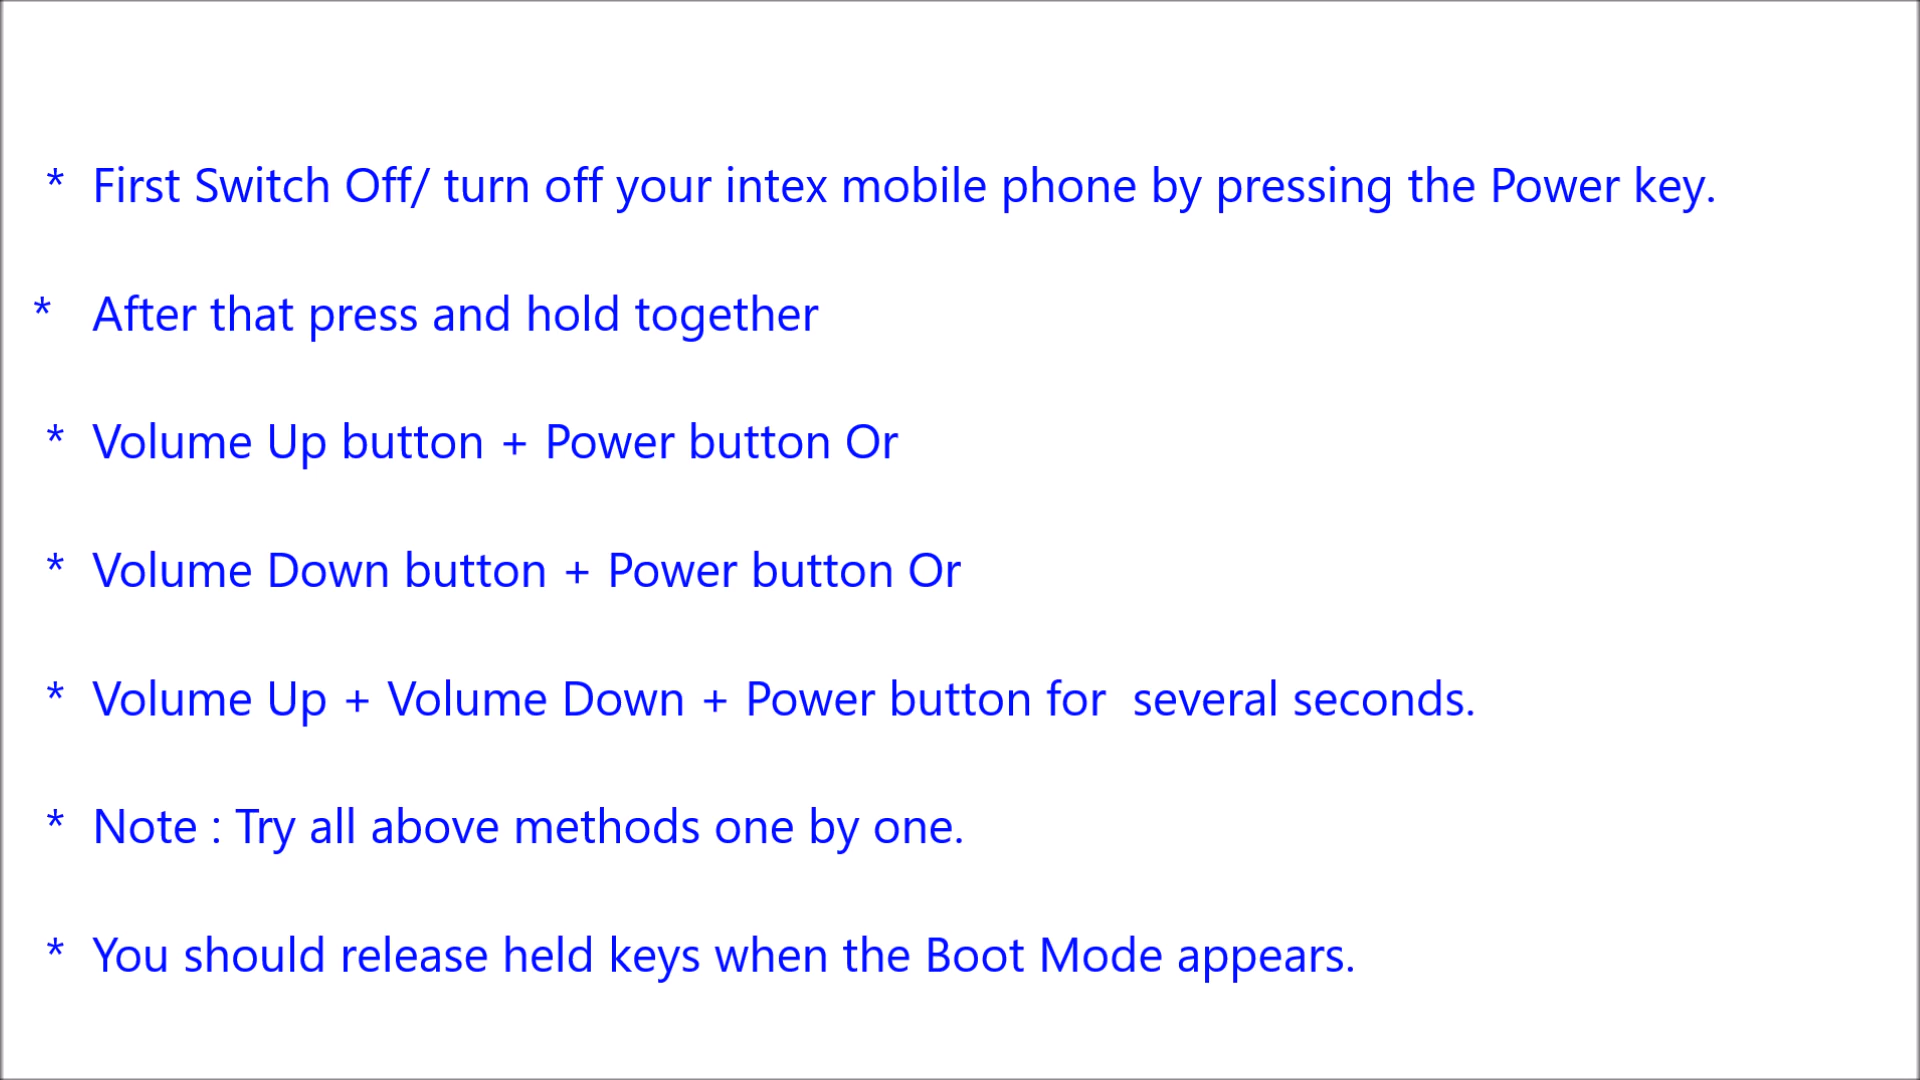 * First Switch Off/ turn off your intex mobile phone by pressing the Power key.
* After that press and hold together
* Volume Up button + Power button Or
* Volume Down button + Power button Or
* Volume Up + Volume Down + Power button for  several seconds.
* Note : Try all above methods one by one.
* You should release held keys when the Boot Mode appears.